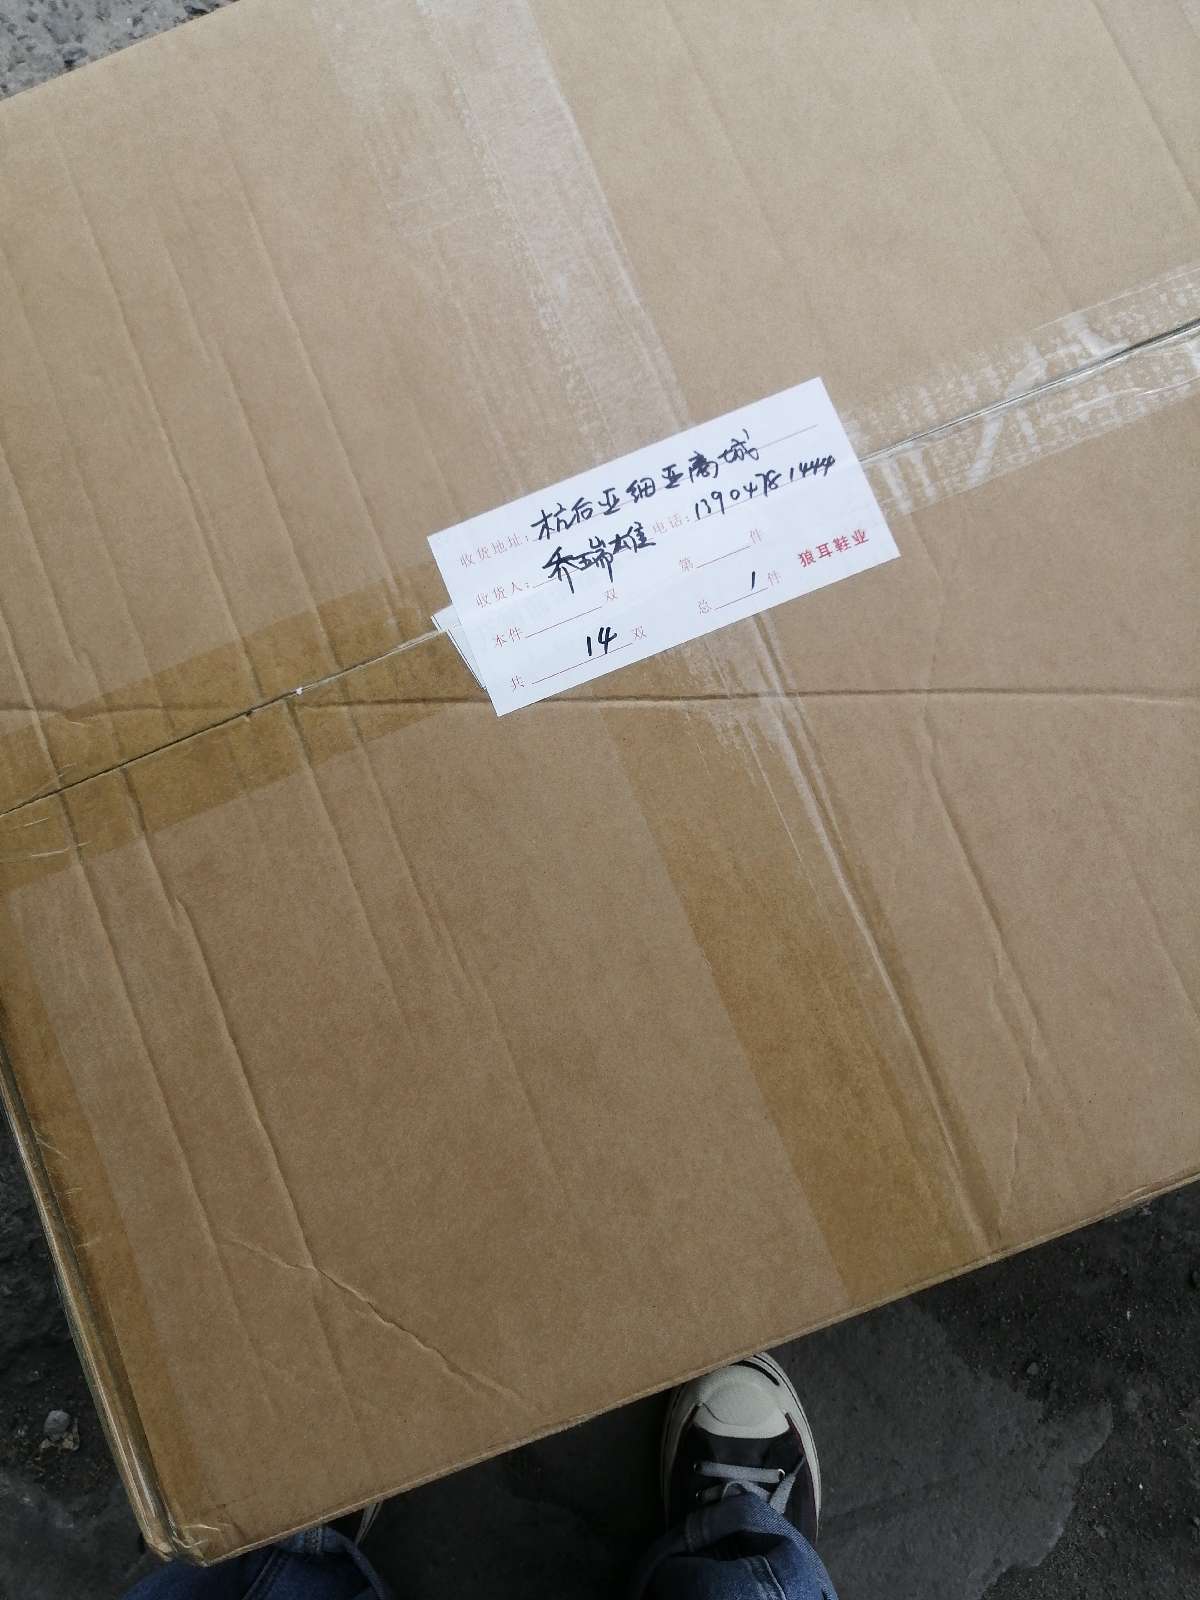 收货地址：杭后亚细亚商城
收货人：乔瑞雄 电话：13904781444
本件 双 第 件
共 14 双 总 1 件
狼耳鞋业